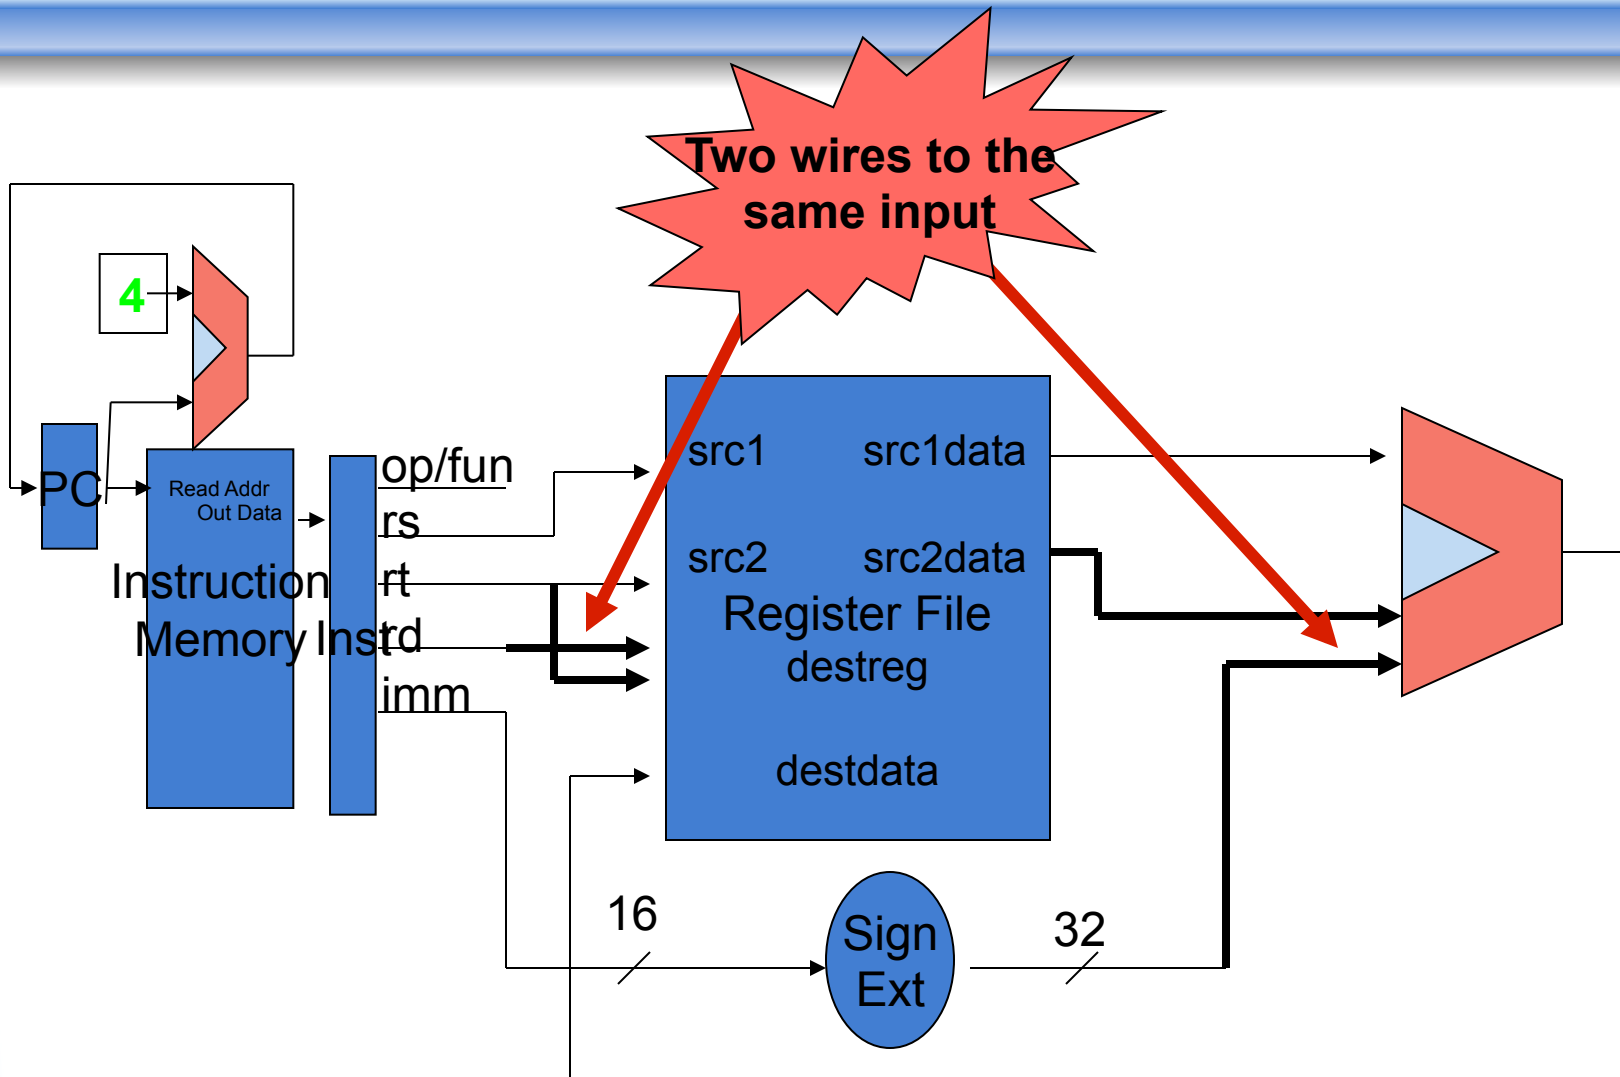 Two wires to the
same input
4
PC
Read Addr
Out Data
Instruction
Memory
Inst
op/fun
rs
rt
rd
imm
src1
src1data
src2
src2data
Register File
destreg
destdata
16
Sign
Ext
32